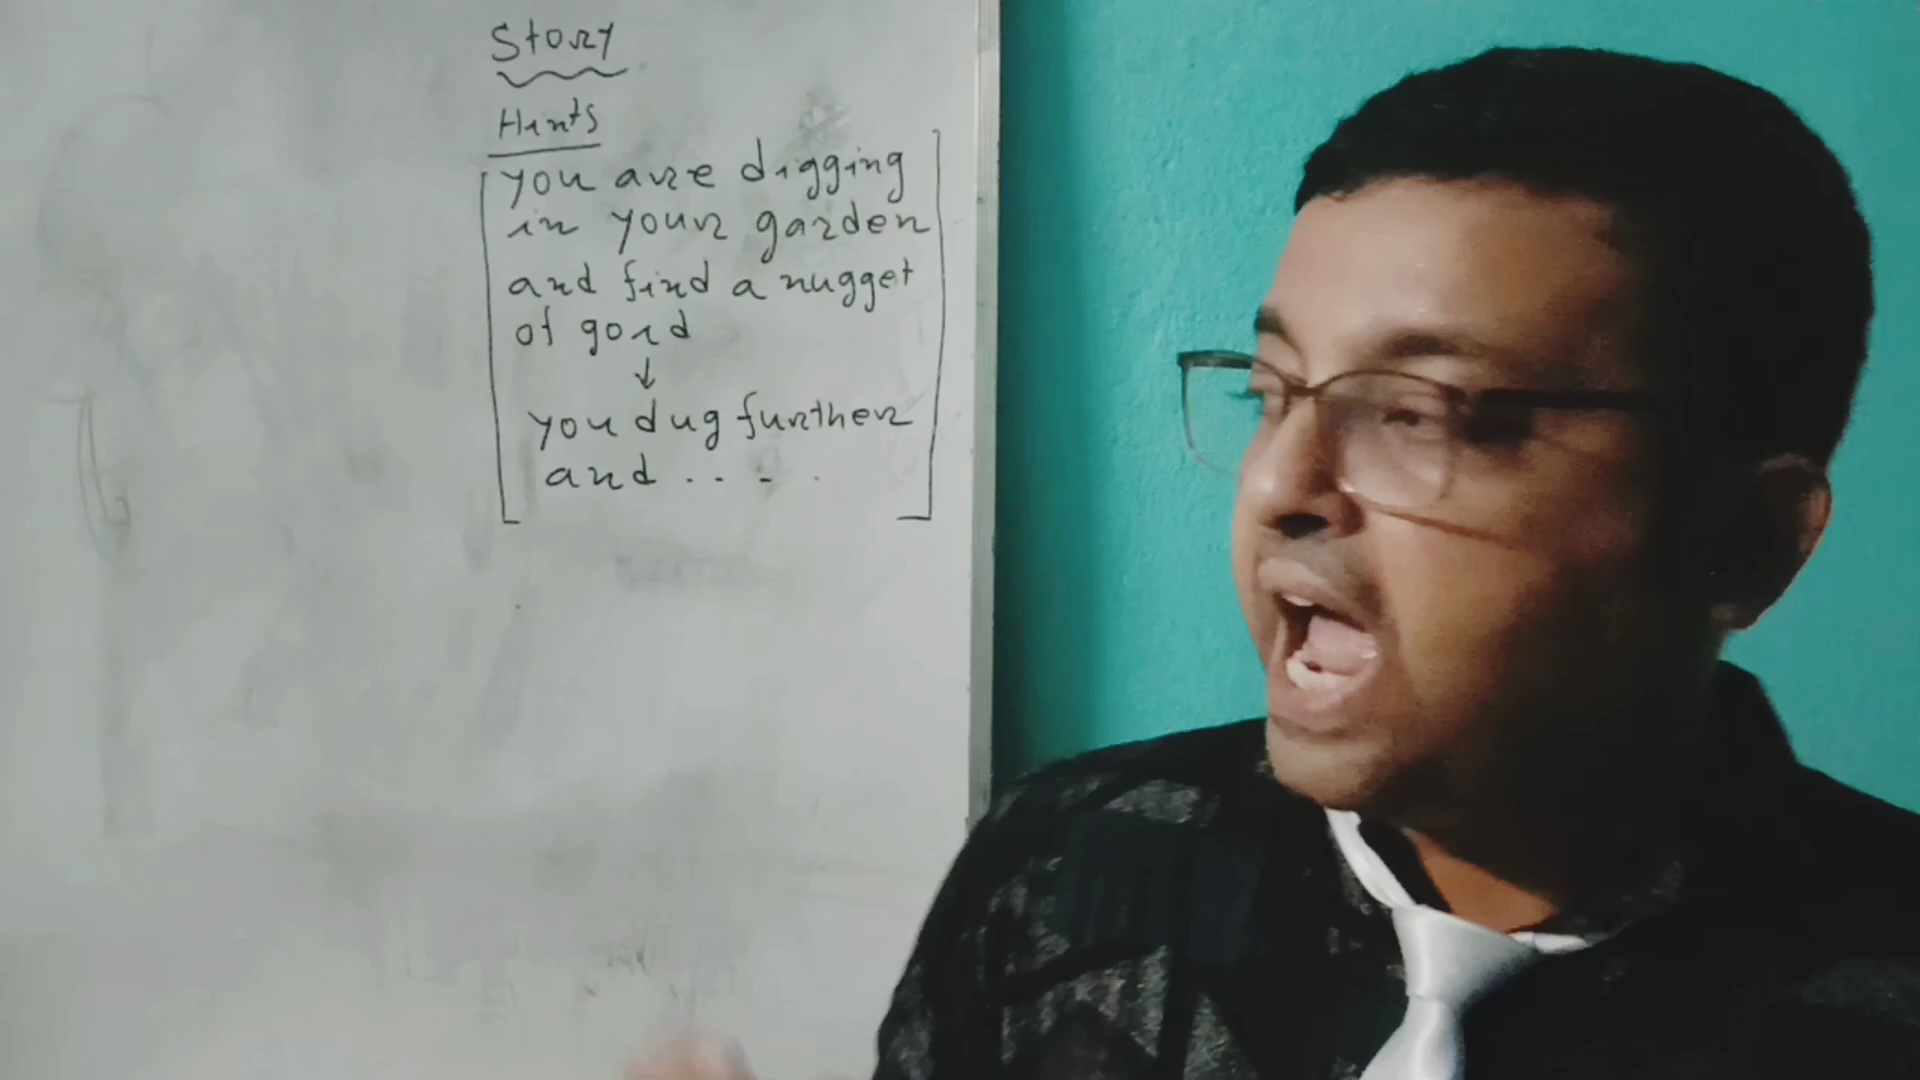 Story
Hints
you are digging
in your garden
and find a nugget
of gold
↓
you dug further
and . . - .